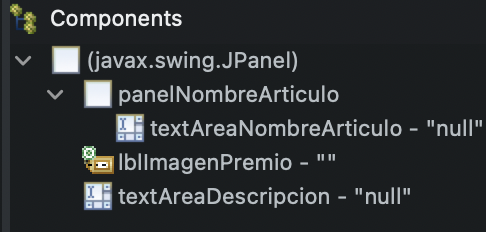 Components
(javax.swing.JPanel)
panelNombreArticulo
textAreaNombreArticulo - "null"
lblImagenPremio - ""
textAreaDescripcion - "null"